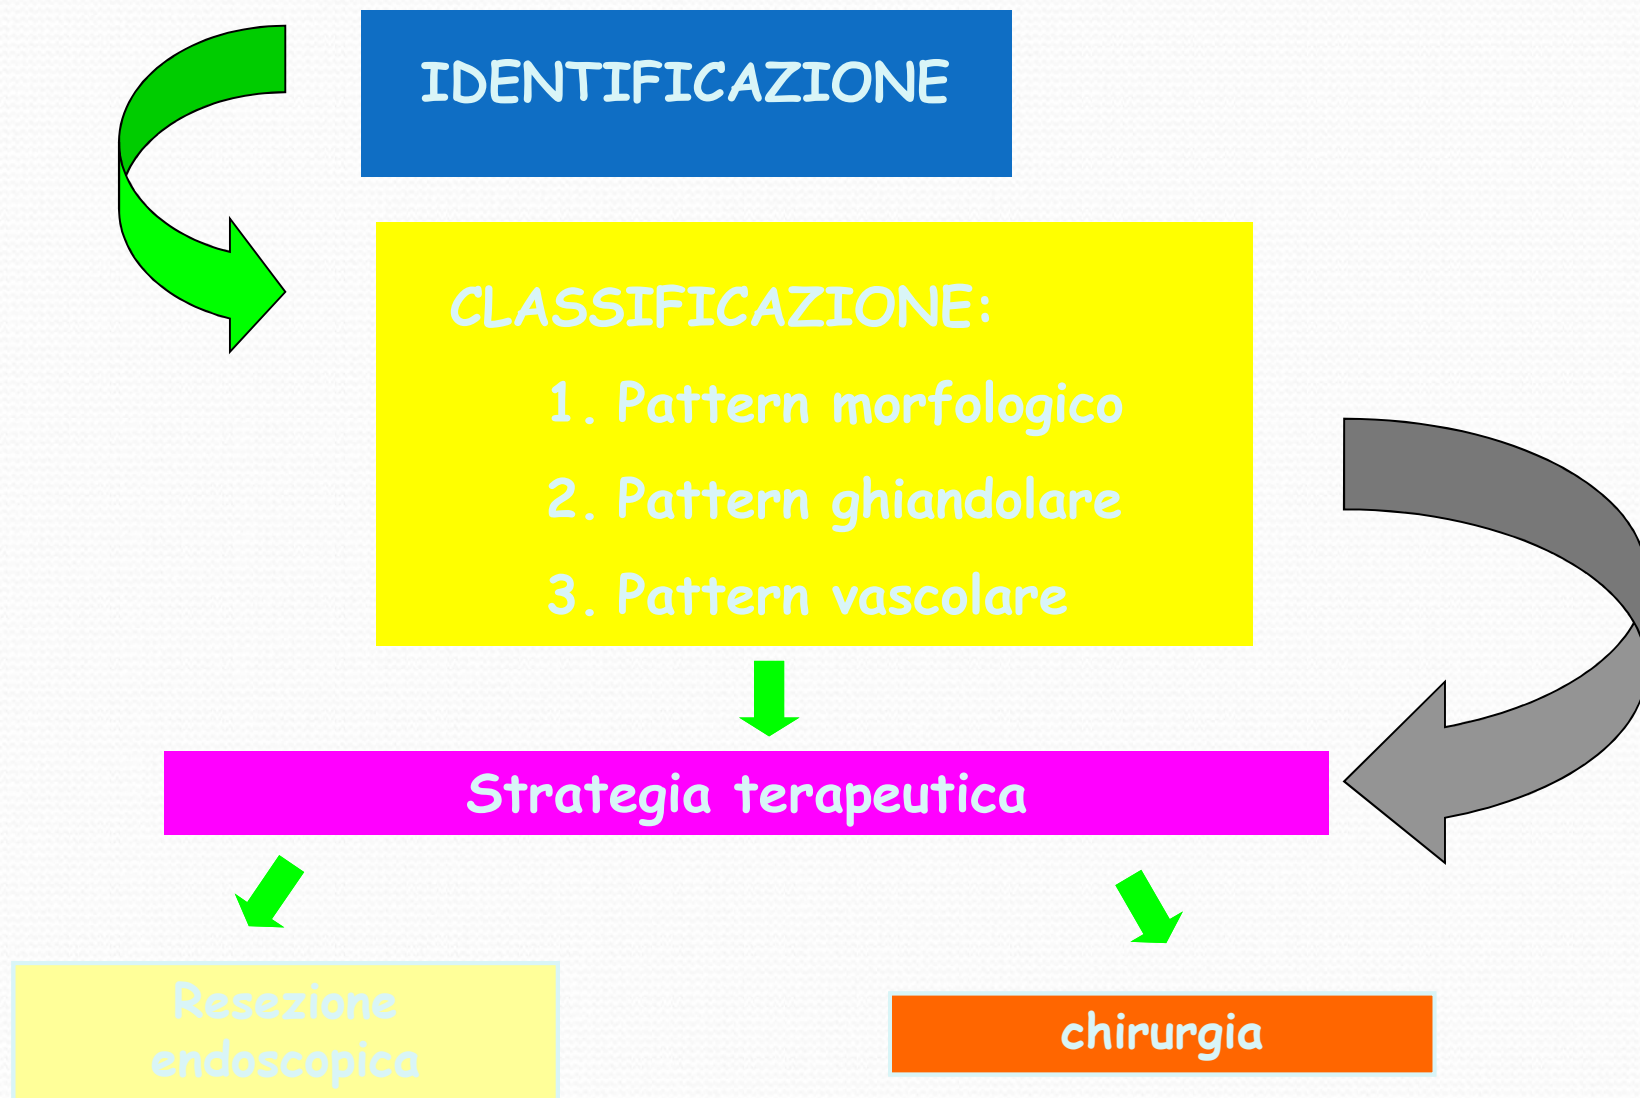 IDENTIFICAZIONE
CLASSIFICAZIONE:
1. Pattern morfologico
2. Pattern ghiandolare
3. Pattern vascolare
Strategia terapeutica
Resezione
endoscopica
chirurgia